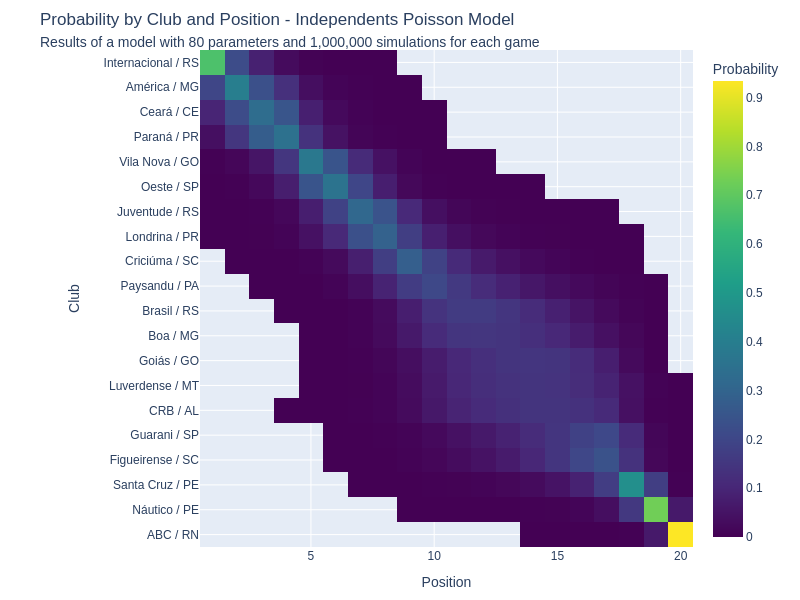 Probability by Club and Position - Independents Poisson Model
Results of a model with 80 parameters and 1,000,000 simulations for each game
Probability
Internacional / RS
América / MG
Ceará / CE
Paraná / PR
Vila Nova / GO
Oeste / SP
Juventude / RS
Londrina / PR
Criciúma / SC
Paysandu / PA
Brasil / RS
Boa / MG
Goiás / GO
Luverdense / MT
CRB / AL
Guarani / SP
Figueirense / SC
Santa Cruz / PE
Náutico / PE
ABC / RN
Club
5 10 15 20
Position
0.9
0.8
0.7
0.6
0.5
0.4
0.3
0.2
0.1
0